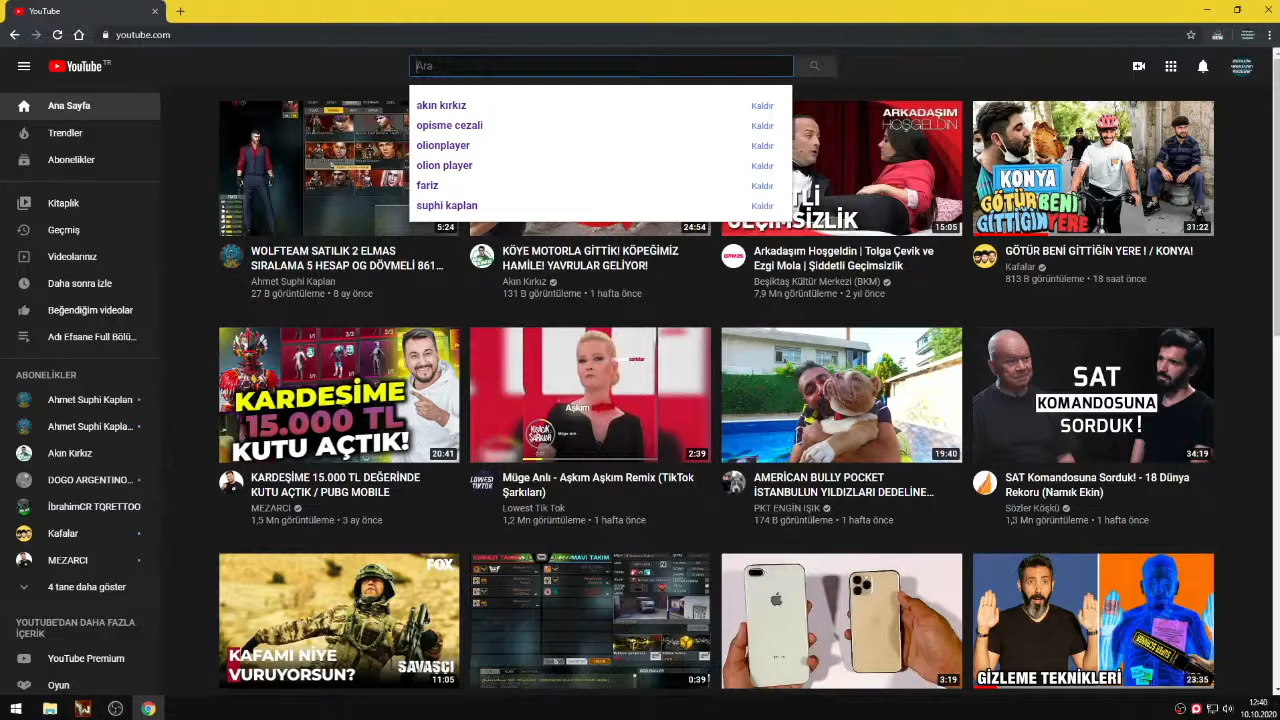 YouTube
youtube.com
YouTube TR
Ara
akın kırkız Kaldır
opisme cezali Kaldır
olionplayer Kaldır
olion player Kaldır
fariz Kaldır
suphi kaplan Kaldır
Ana Sayfa
Trendler
Abonelikler
Kitaplık
Geçmiş
Videolarınız
Daha sonra izle
Beğendiğim videolar
Adı Efsane Full Bölü...
ABONELİKLER
Ahmet Suphi Kaplan
Ahmet Suphi Kapla...
Akın Kırkız
DOGO ARGENTINO...
İbrahimCR TQRETTOO
Kafalar
MEZARCI
YOUTUBE'DAN DAHA FAZLA
İÇERİK
YouTube Premium
Oyun
5:24
WOLFTEAM SATILIK 2 ELMAS
SIRALAMA 5 HESAP OG DÖVMELİ 861...
Ahmet Suphi Kaplan
27 B görüntüleme • 8 ay önce
24:54
KÖYE MOTORLA GİTTİK! KÖPEĞİMİZ
HAMİLE! YAVRULAR GELİYOR!
Akın Kırkız
131 B görüntüleme • 1 hafta önce
ARKADAŞIM
HOŞGELDİN
GEÇİMSİZLİK
15:05
Arkadaşım Hoşgeldin | Tolga Çevik ve
Ezgi Mola | Şiddetli Geçimsizlik
Beşiktaş Kültür Merkezi (BKM)
7,9 Mn görüntüleme • 2 yıl önce
KONYA
GÖTÜR BENİ
GİTTİĞİN YERE
31:22
GÖTÜR BENİ GİTTİĞİN YERE ! / KONYA!
Kafalar
813 B görüntüleme • 18 saat önce
KARDEŞİME
15.000 TL
KUTU AÇTIK!
20:41
KARDEŞİME 15.000 TL DEĞERİNDE
KUTU AÇTIK / PUBG MOBILE
MEZARCI
1,5 Mn görüntüleme • 3 ay önce
Aşkım
Müge Anlı
2:39
LOWEST
TIKTOK
Müge Anlı - Aşkım Aşkım Remix (TikTok
Şarkıları)
Lowest Tik Tok
1,2 Mn görüntüleme • 1 hafta önce
19:40
AMERİCAN BULLY POCKET
İSTANBULUN YILDIZLARI DEDELİNE...
PKT ENGİN IŞIK
174 B görüntüleme • 1 hafta önce
SAT
KOMANDOSUNA
SORDUK!
34:19
SAT Komandosuna Sorduk! - 18 Dünya
Rekoru (Namık Ekin)
Sözler Köşkü
1,3 Mn görüntüleme • 1 hafta önce
FOX
KAFAMI NİYE
URUYORSUN?
SAVAŞÇI
11:05
KIRMIZI TAKIM
MAVİ TAKIM
0:39
3:19
GİZLEME TEKNİKLERİ
23:35
12:40
10.10.2020